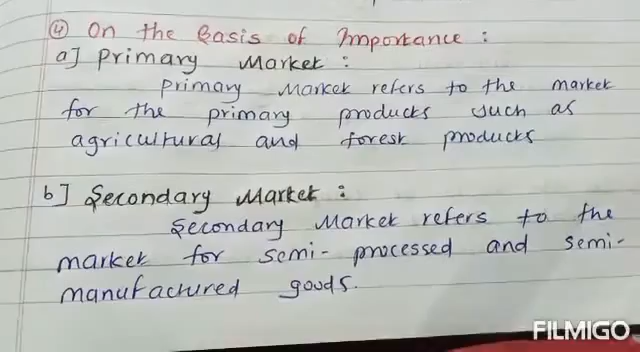 ④ On the Basis of Importance :
a] Primary Market :
Primary Market refers to the market
for the primary products such as
agricultural and forest products
b] Secondary Market :
Secondary Market refers to the
market for semi-processed and semi-
manufactured goods.
FILMIGO